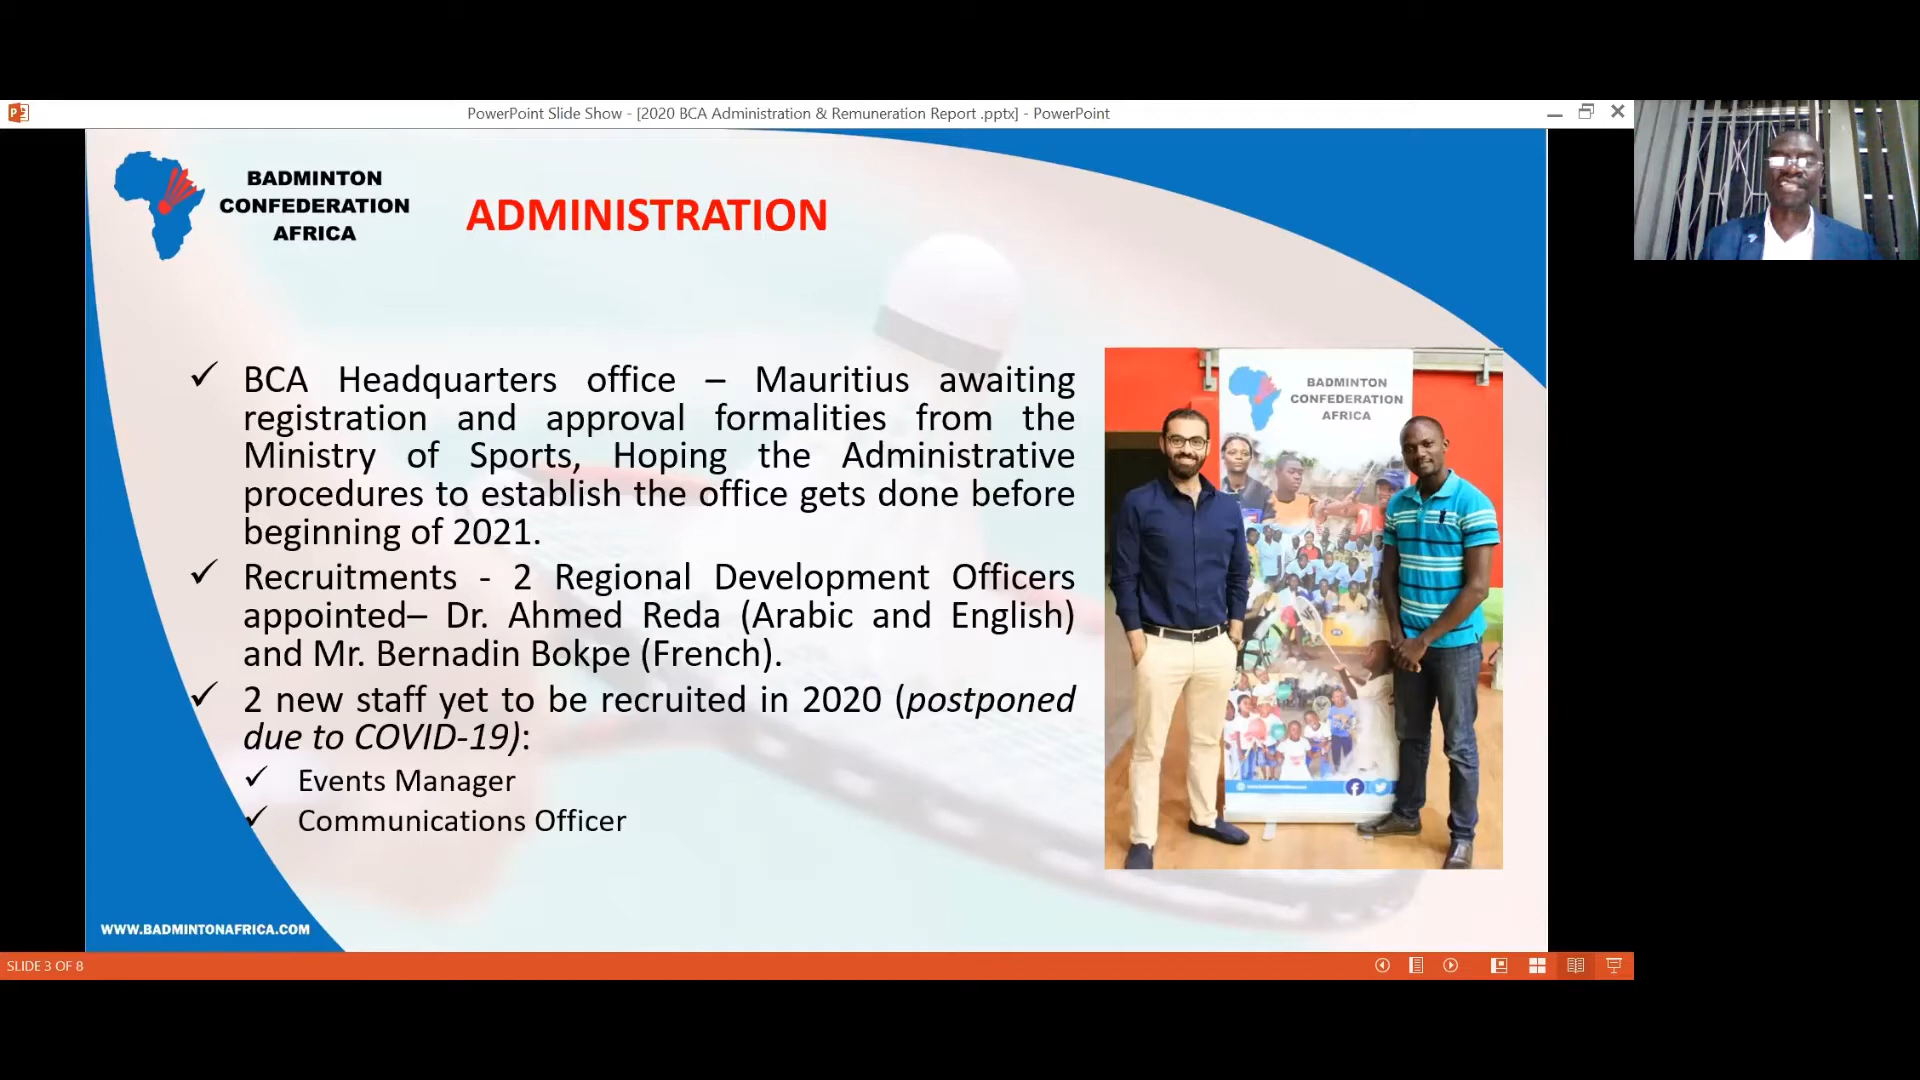 PowerPoint Slide Show - [2020 BCA Administration & Remuneration Report .pptx] - PowerPoint
BADMINTON
CONFEDERATION
AFRICA
ADMINISTRATION
✓ BCA Headquarters office – Mauritius awaiting
registration and approval formalities from the
Ministry of Sports, Hoping the Administrative
procedures to establish the office gets done before
beginning of 2021.
✓ Recruitments - 2 Regional Development Officers
appointed– Dr. Ahmed Reda (Arabic and English)
and Mr. Bernadin Bokpe (French).
✓ 2 new staff yet to be recruited in 2020 (postponed
due to COVID-19):
✓ Events Manager
✓ Communications Officer
BADMINTON
CONFEDERATION
AFRICA
WWW.BADMINTONAFRICA.COM
SLIDE 3 OF 8